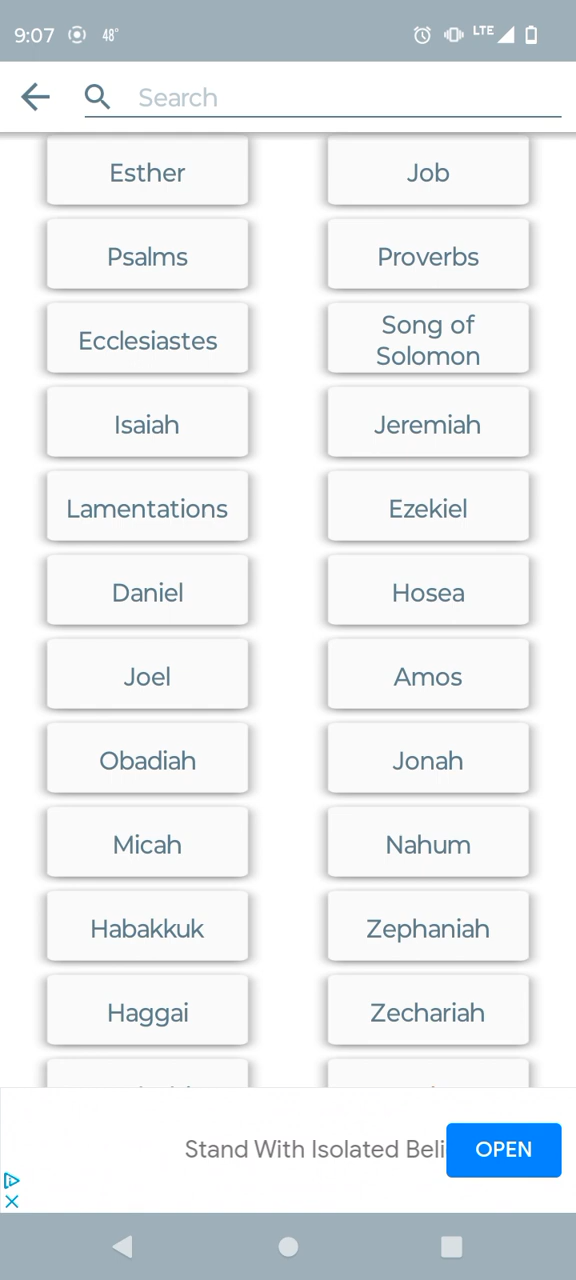 9:07 48°
LTE
Search
Esther Job
Psalms Proverbs
Ecclesiastes Song of
Solomon
Isaiah Jeremiah
Lamentations Ezekiel
Daniel Hosea
Joel Amos
Obadiah Jonah
Micah Nahum
Habakkuk Zephaniah
Haggai Zechariah
Stand With Isolated Beli
OPEN